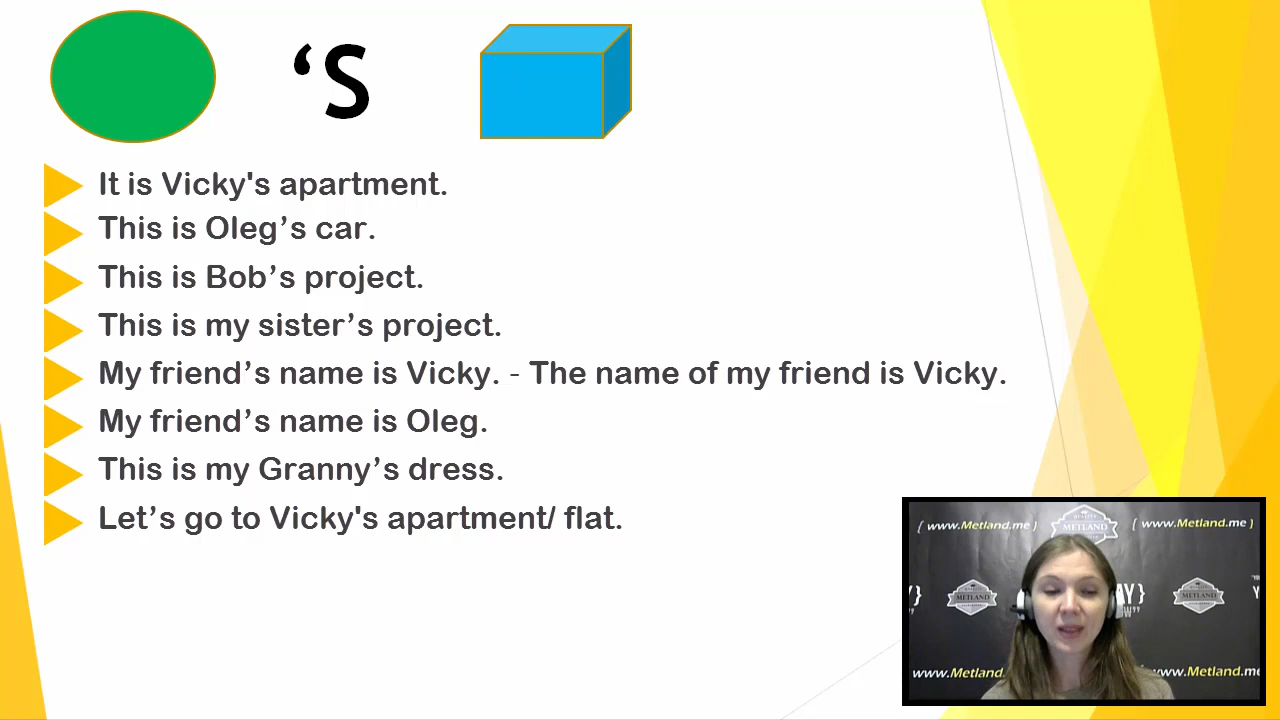 ‘S
It is Vicky's apartment.
This is Oleg’s car.
This is Bob’s project.
This is my sister’s project.
My friend’s name is Vicky. - The name of my friend is Vicky.
My friend’s name is Oleg.
This is my Granny’s dress.
Let’s go to Vicky's apartment/ flat.
{ www.Metland.me }
METLAND
{ www.Metland.me }
METLAND
METLAND
www.Metland.me
www.Metland.me